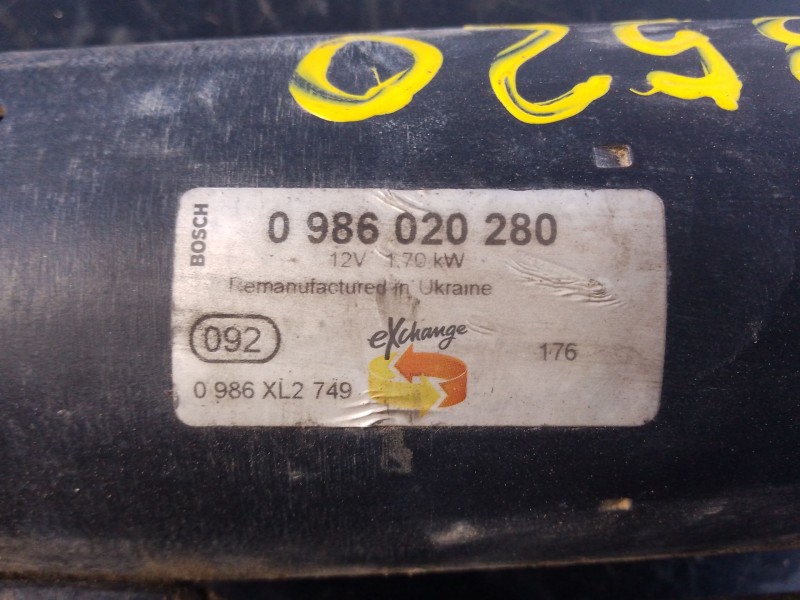 025
BOSCH
0 986 020 280
12V 1,70 kW
Remanufactured in Ukraine
092
eXchange
176
0 986 XL2 749